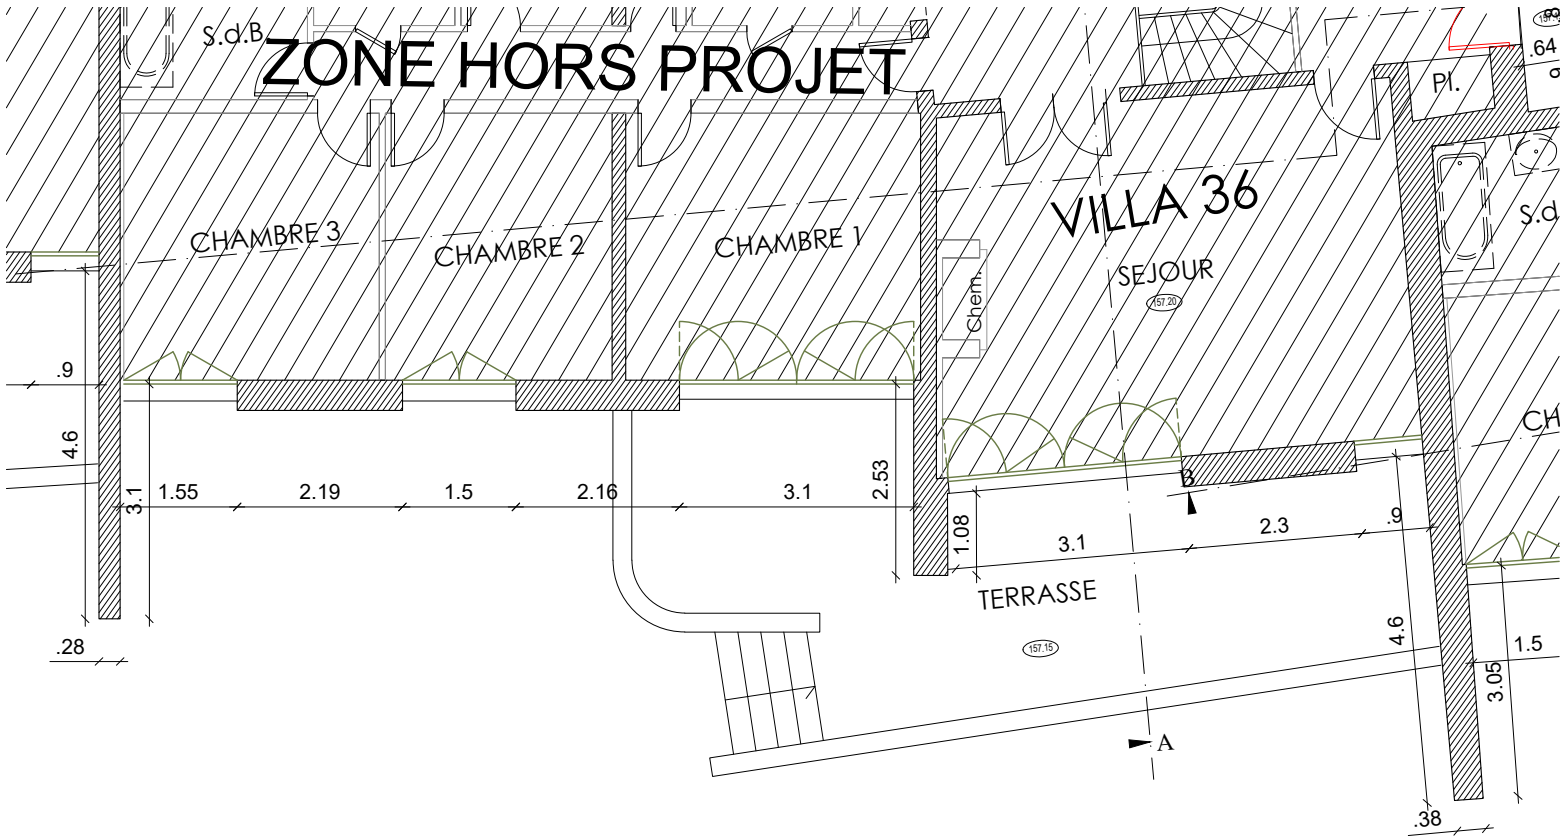 S.d.B.
ZONE HORS PROJET
.64
Pl.
CHAMBRE 3
CHAMBRE 2
CHAMBRE 1
VILLA 36
SEJOUR
157.20
Chem.
S.d
CH
.9
4.6
3.1
1.55
2.19
1.5
2.16
3.1
2.53
1.08
3.1
B
2.3
.9
TERRASSE
157.15
4.6
1.5
3.05
.28
A
.38